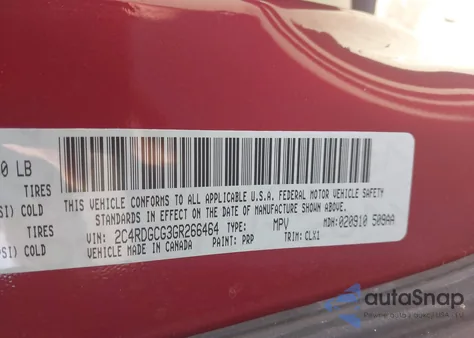 0 LB
TIRES
SI) COLD
TIRES
SI) COLD
THIS VEHICLE CONFORMS TO ALL APPLICABLE U.S.A. FEDERAL MOTOR VEHICLE SAFETY
STANDARDS IN EFFECT ON THE DATE OF MANUFACTURE SHOWN ABOVE.
VIN: 2C4RDGCG3GR266464 TYPE: MPV MDH: 020910 509AA
VEHICLE MADE IN CANADA PAINT: PRP TRIM: CLX1
autoSnap